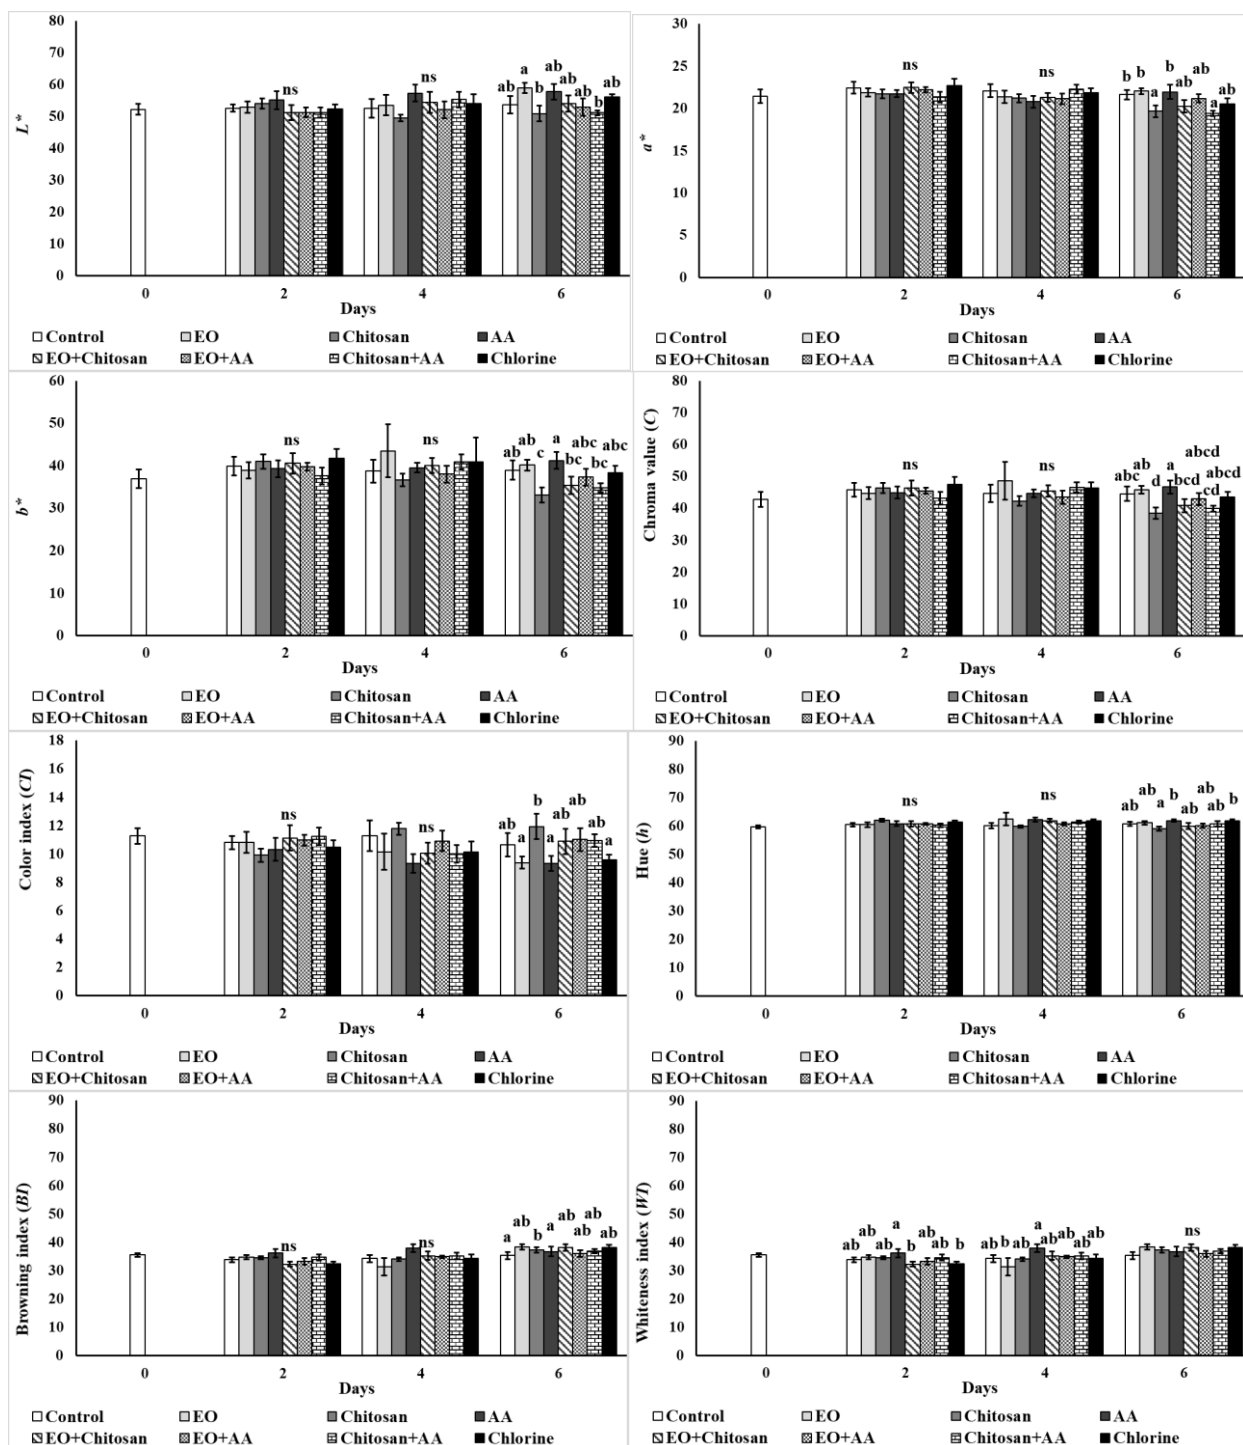 80
70
60
50
40
30
20
10
0
L*
ns
ns
ab a b ab ab ab b ab
0 2 4 6
Days
Control EO Chitosan AA
EO+Chitosan EO+AA Chitosan+AA Chlorine
30
25
20
15
10
5
0
a*
ns
ns
b b a b ab ab a ab
0 2 4 6
Days
Control EO Chitosan AA
EO+Chitosan EO+AA Chitosan+AA Chlorine
60
50
40
30
20
10
0
b*
ns
ns
ab ab c a bc abc bc abc
0 2 4 6
Days
Control EO Chitosan AA
EO+Chitosan EO+AA Chitosan+AA Chlorine
80
70
60
50
40
30
20
10
0
Chroma value (C)
ns
ns
abc ab d a bcd abcd cd abcd
0 2 4 6
Days
Control EO Chitosan AA
EO+Chitosan EO+AA Chitosan+AA Chlorine
18
16
14
12
10
8
6
4
2
0
Color index (CI)
ns
ns
ab a b a ab ab ab a
0 2 4 6
Days
Control EO Chitosan AA
EO+Chitosan EO+AA Chitosan+AA Chlorine
90
80
70
60
50
40
30
20
10
0
Hue (h)
ns
ns
ab ab a b ab ab ab b
0 2 4 6
Days
Control EO Chitosan AA
EO+Chitosan EO+AA Chitosan+AA Chlorine
90
80
70
60
50
40
30
20
10
0
Browning index (BI)
ns
ns
a ab b a ab ab ab ab
0 2 4 6
Days
Control EO Chitosan AA
EO+Chitosan EO+AA Chitosan+AA Chlorine
90
80
70
60
50
40
30
20
10
0
Whiteness index (WI)
ab ab ab a b ab ab b
ab b ab a ab ab ab ab
ns
0 2 4 6
Days
Control EO Chitosan AA
EO+Chitosan EO+AA Chitosan+AA Chlorine